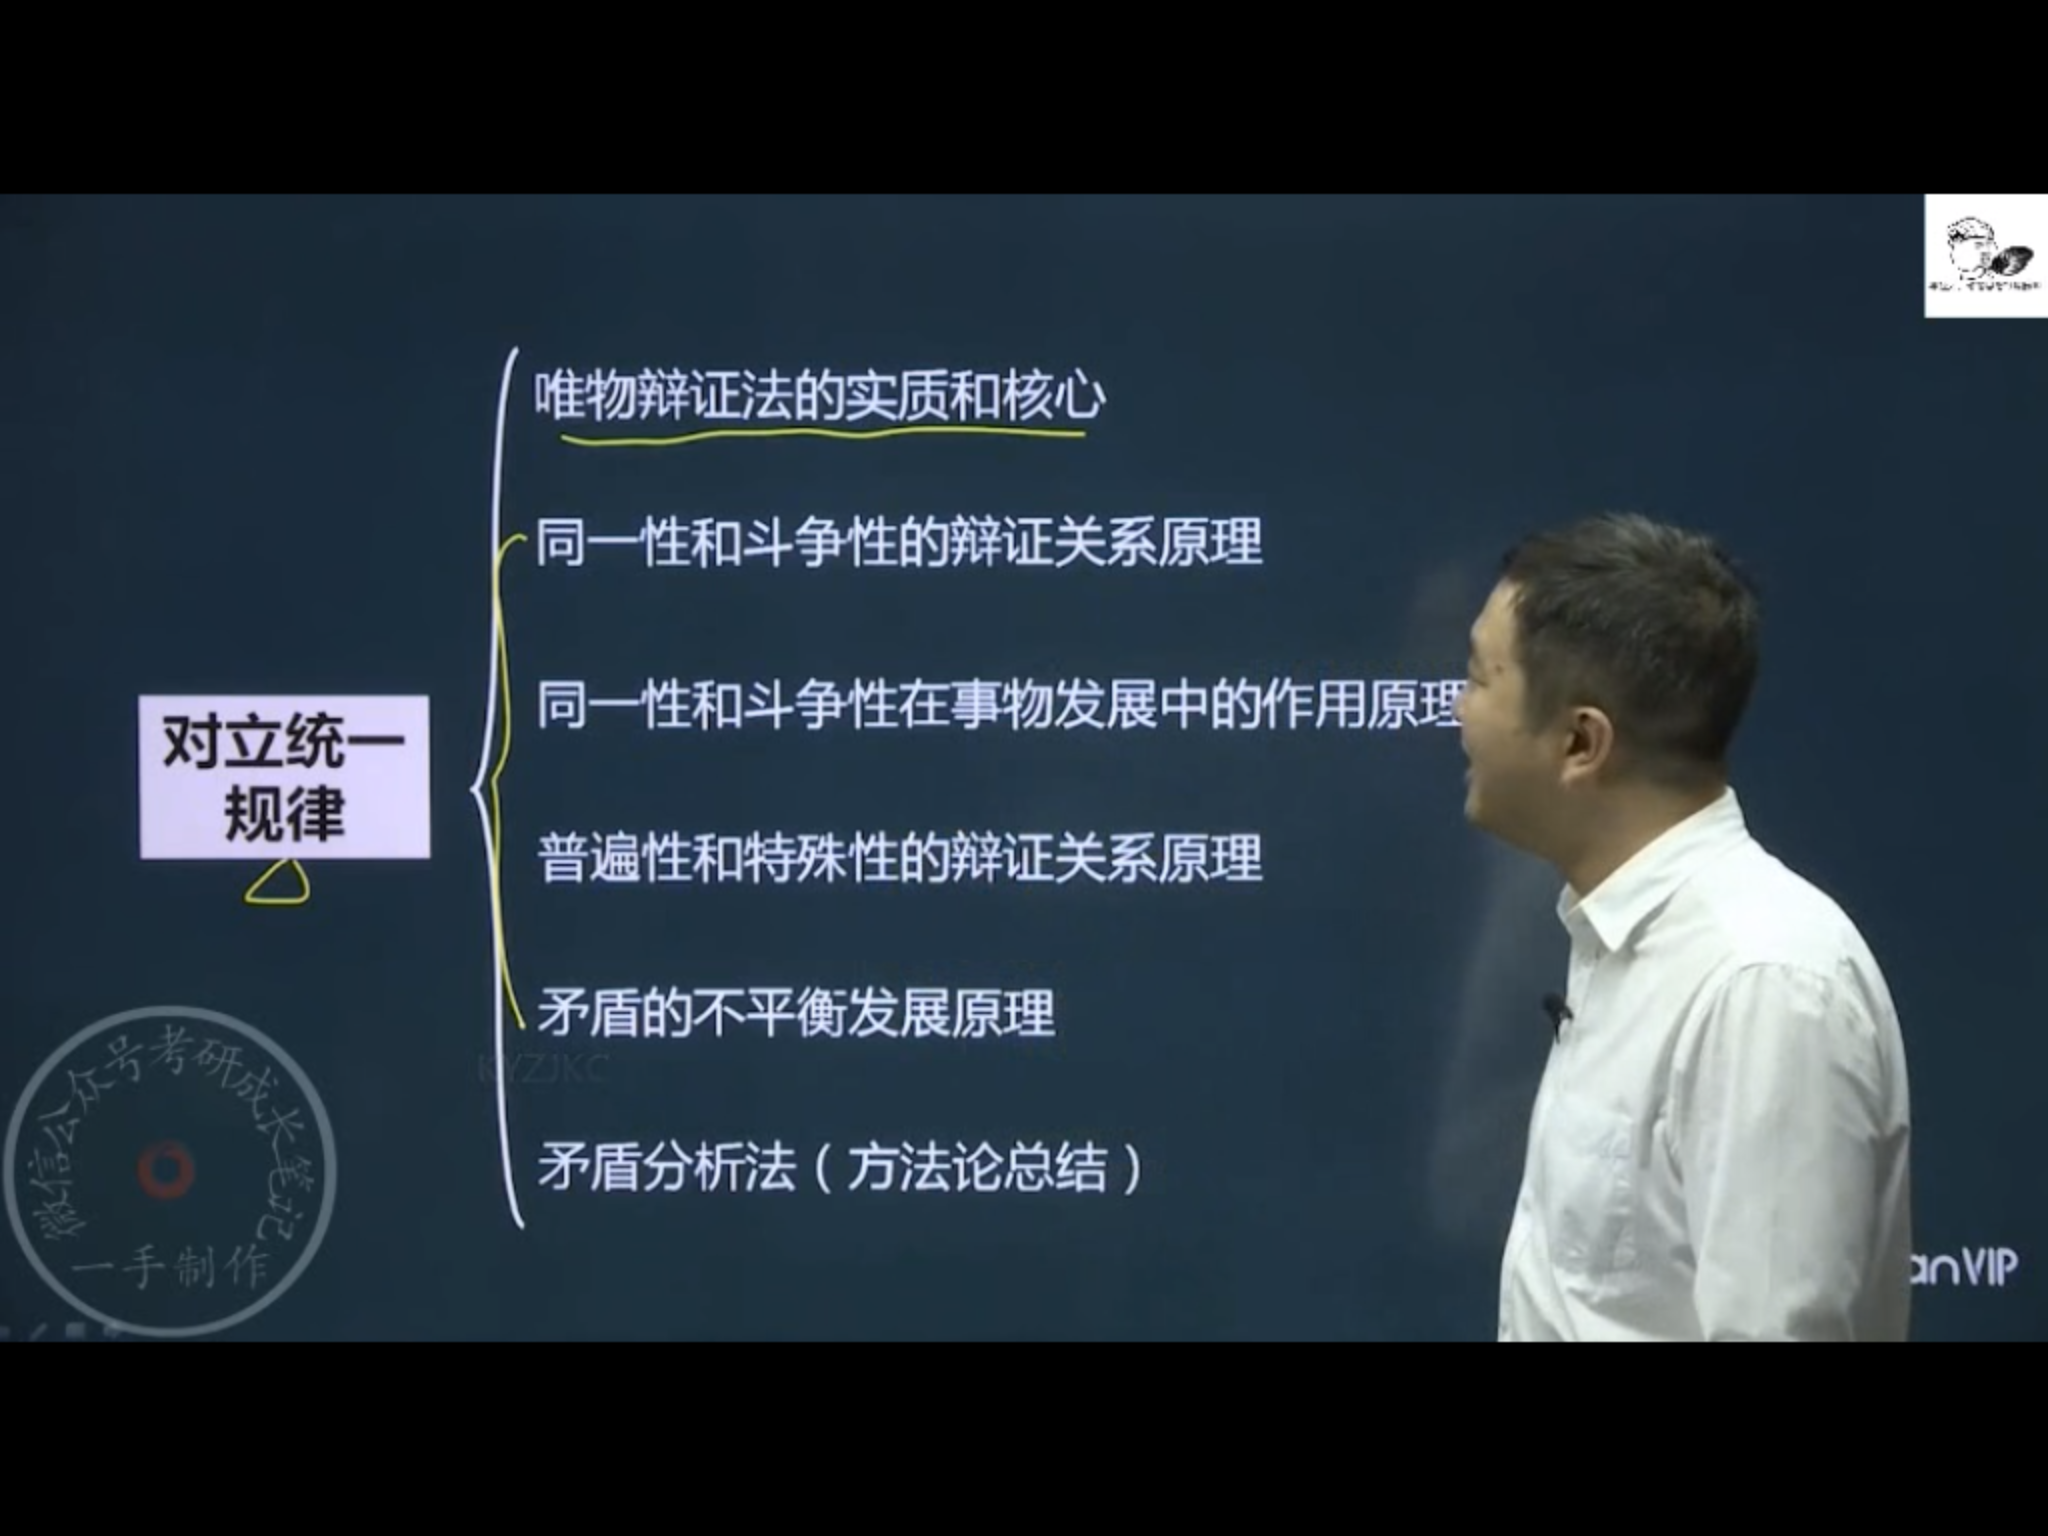 唯物辩证法的实质和核心
同一性和斗争性的辩证关系原理
同一性和斗争性在事物发展中的作用原理
对立统一
规律
普遍性和特殊性的辩证关系原理
矛盾的不平衡发展原理
KYZJKC
矛盾分析法（方法论总结）
微信公众号考研成长笔记
一手制作
anVIP